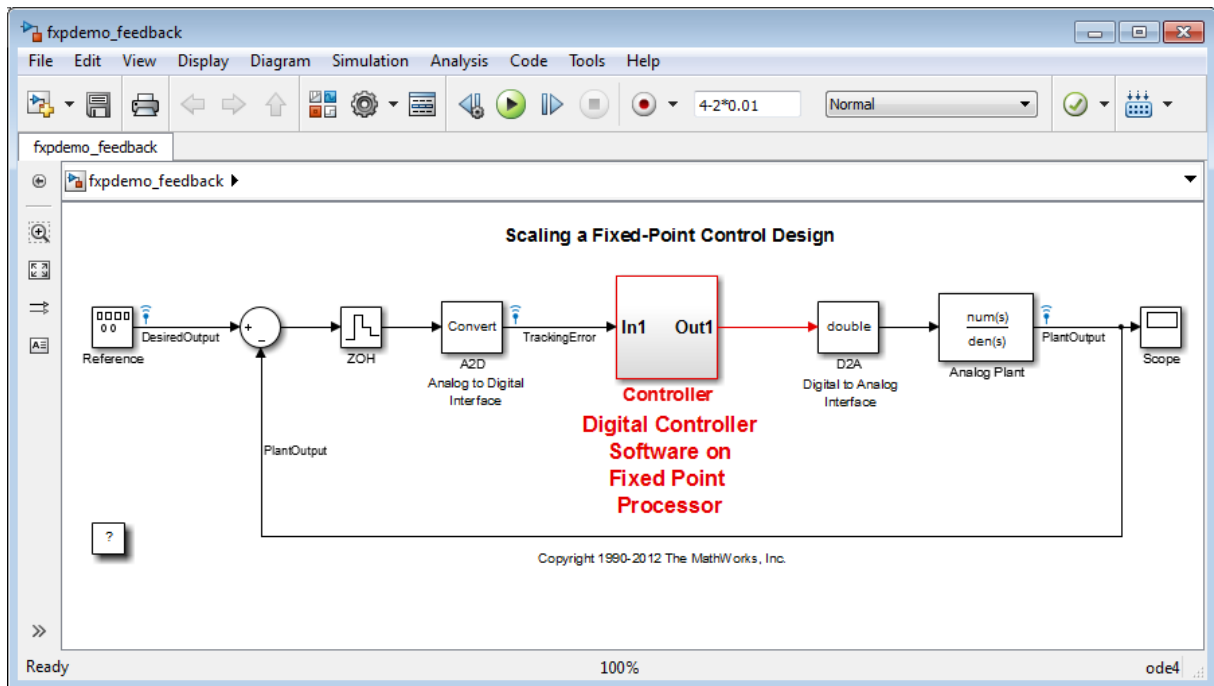 fxpdemo_feedback
File Edit View Display Diagram Simulation Analysis Code Tools Help
4-2*0.01
Normal
fxpdemo_feedback
fxpdemo_feedback
Scaling a Fixed-Point Control Design
Reference
DesiredOutput
+
-
ZOH
Convert
A2D
Analog to Digital
Interface
TrackingError
In1 Out1
Controller
Digital Controller
Software on
Fixed Point
Processor
double
D2A
Digital to Analog
Interface
num(s)
den(s)
Analog Plant
PlantOutput
Scope
PlantOutput
?
Copyright 1990-2012 The MathWorks, Inc.
Ready
100%
ode4